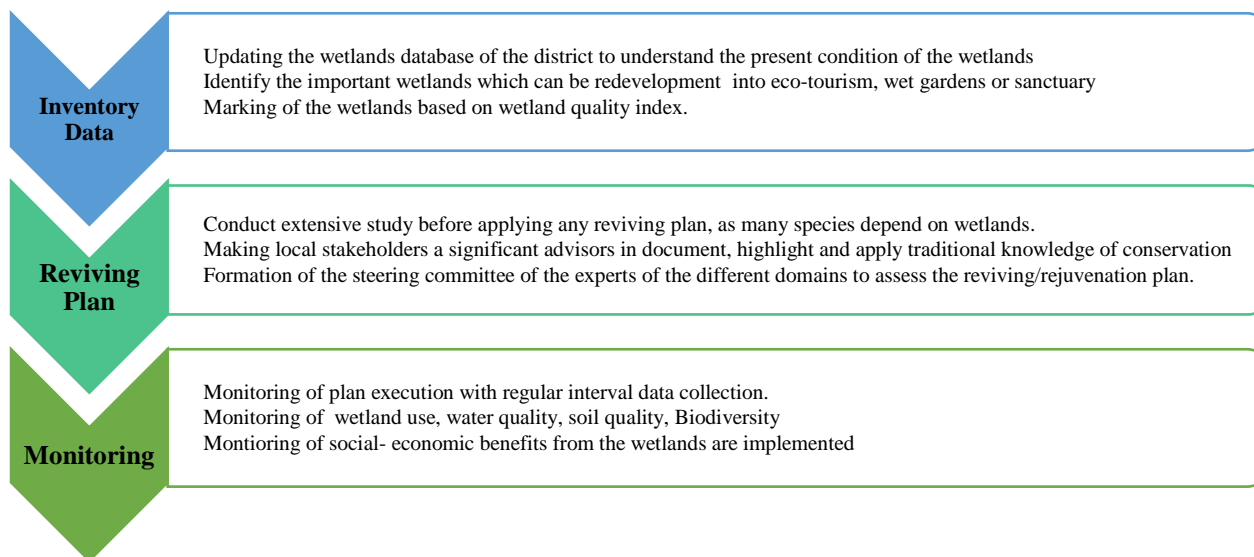 Inventory
Data
Updating the wetlands database of the district to understand the present condition of the wetlands
Identify the important wetlands which can be redevelopment into eco-tourism, wet gardens or sanctuary
Marking of the wetlands based on wetland quality index.
Reviving
Plan
Conduct extensive study before applying any reviving plan, as many species depend on wetlands.
Making local stakeholders a significant advisors in document, highlight and apply traditional knowledge of conservation
Formation of the steering committee of the experts of the different domains to assess the reviving/rejuvenation plan.
Monitoring
Monitoring of plan execution with regular interval data collection.
Monitoring of wetland use, water quality, soil quality, Biodiversity
Montioring of social- economic benefits from the wetlands are implemented